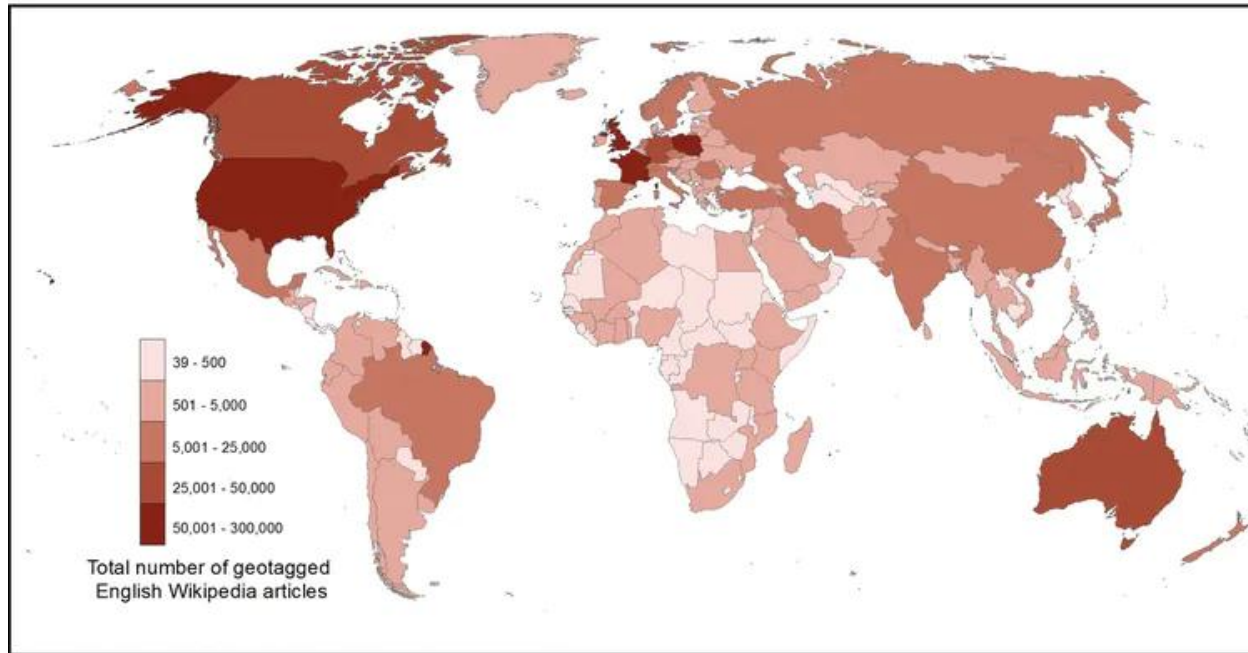 39 - 500
501 - 5,000
5,001 - 25,000
25,001 - 50,000
50,001 - 300,000
Total number of geotagged
English Wikipedia articles